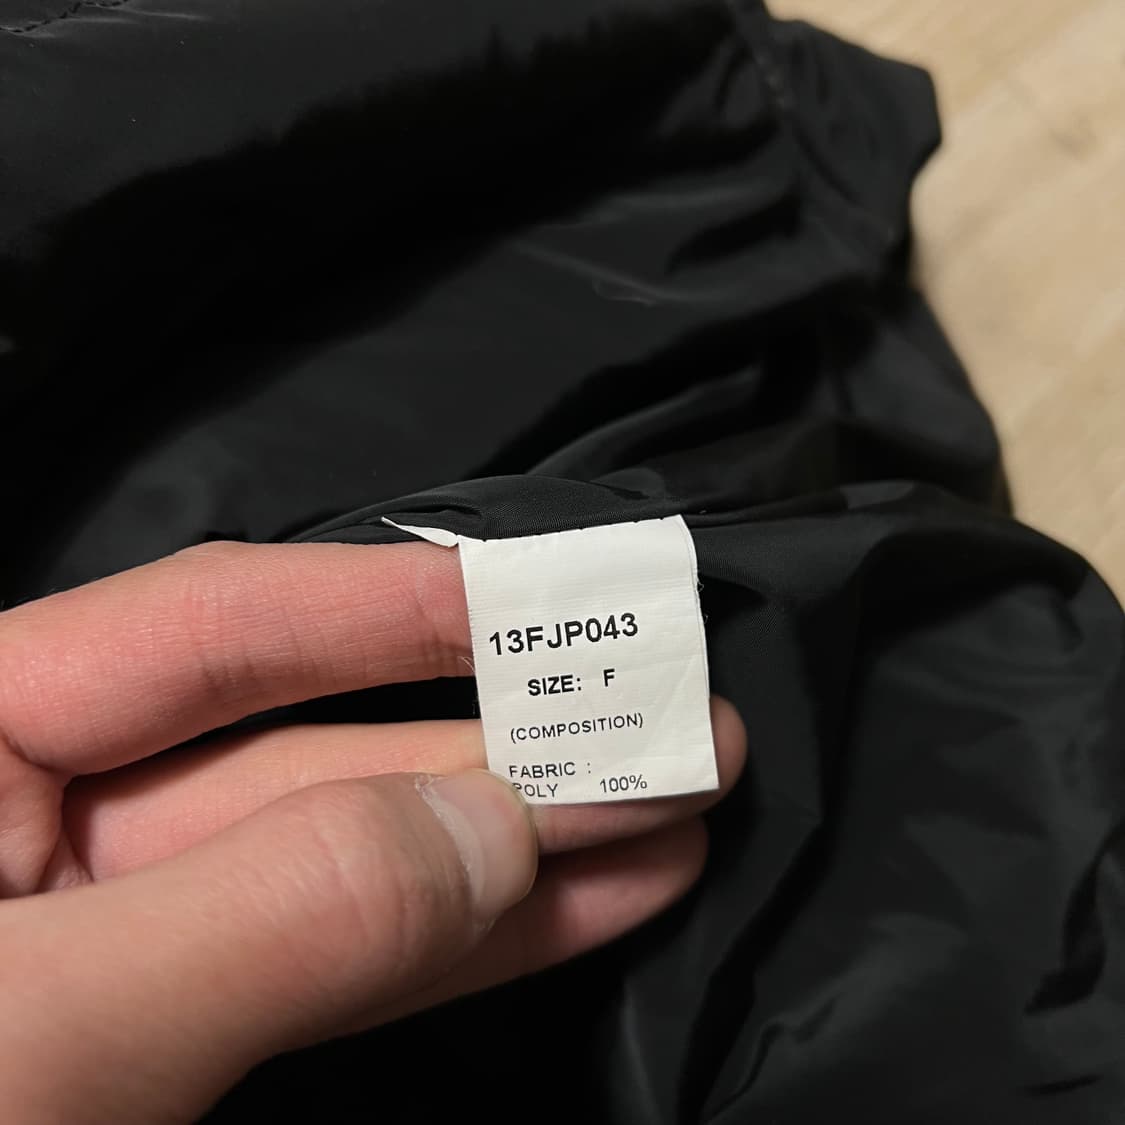 13FJP043
SIZE: F
(COMPOSITION)
FABRIC :
POLY 100%